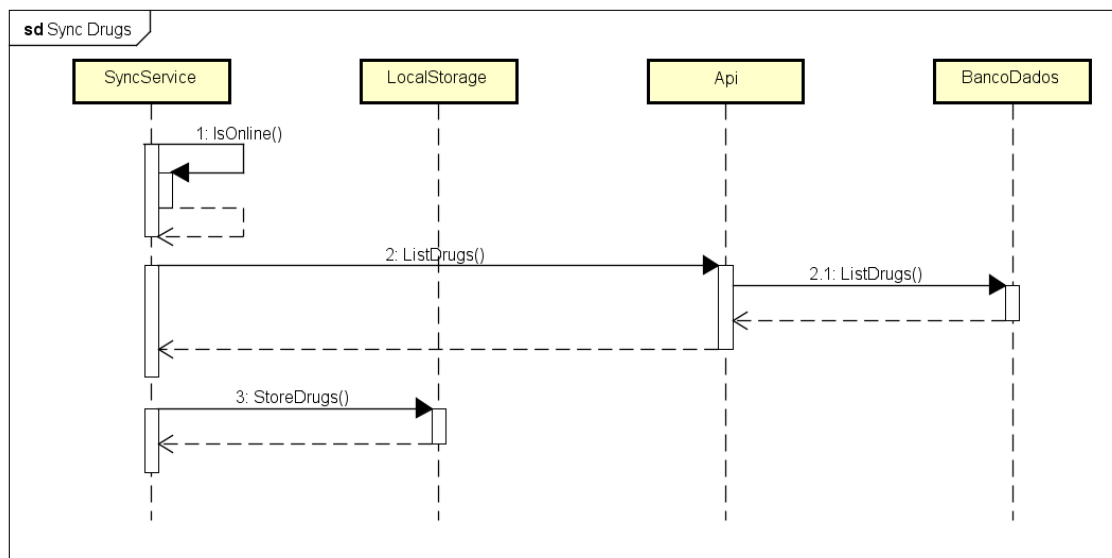 sd Sync Drugs
SyncService
LocalStorage
Api
BancoDados
1: IsOnline()
2: ListDrugs()
2.1: ListDrugs()
3: StoreDrugs()